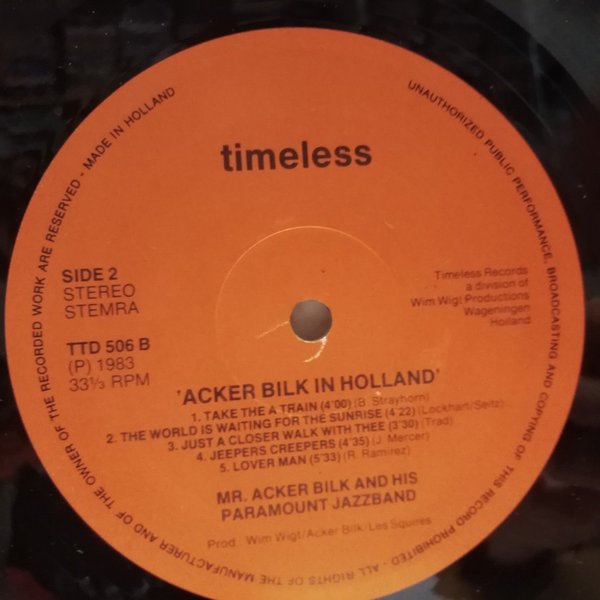 timeless
SIDE 2
STEREO
STEMRA
TTD 506 B
(P) 1983
33⅓ RPM
Timeless Records
a division of
Wim Wigt Productions
Wageningen
Holland
'ACKER BILK IN HOLLAND'
1. TAKE THE A TRAIN (4'00) (B. Strayhorn)
2. THE WORLD IS WAITING FOR THE SUNRISE (4'22) (Lockhart/Seitz)
3. JUST A CLOSER WALK WITH THEE (3'30) (Trad)
4. JEEPERS CREEPERS (4'35) (J. Mercer)
5. LOVER MAN (5'33) (R. Ramirez)
MR. ACKER BILK AND HIS
PARAMOUNT JAZZBAND
Prod: Wim Wigt/Acker Bilk/Les Squires
UNAUTHORIZED PUBLIC PERFORMANCE, BROADCASTING AND COPYING OF THIS RECORD PROHIBITED - ALL RIGHTS OF THE MANUFACTURER AND OF THE OWNER OF THE RECORDED WORK ARE RESERVED - MADE IN HOLLAND